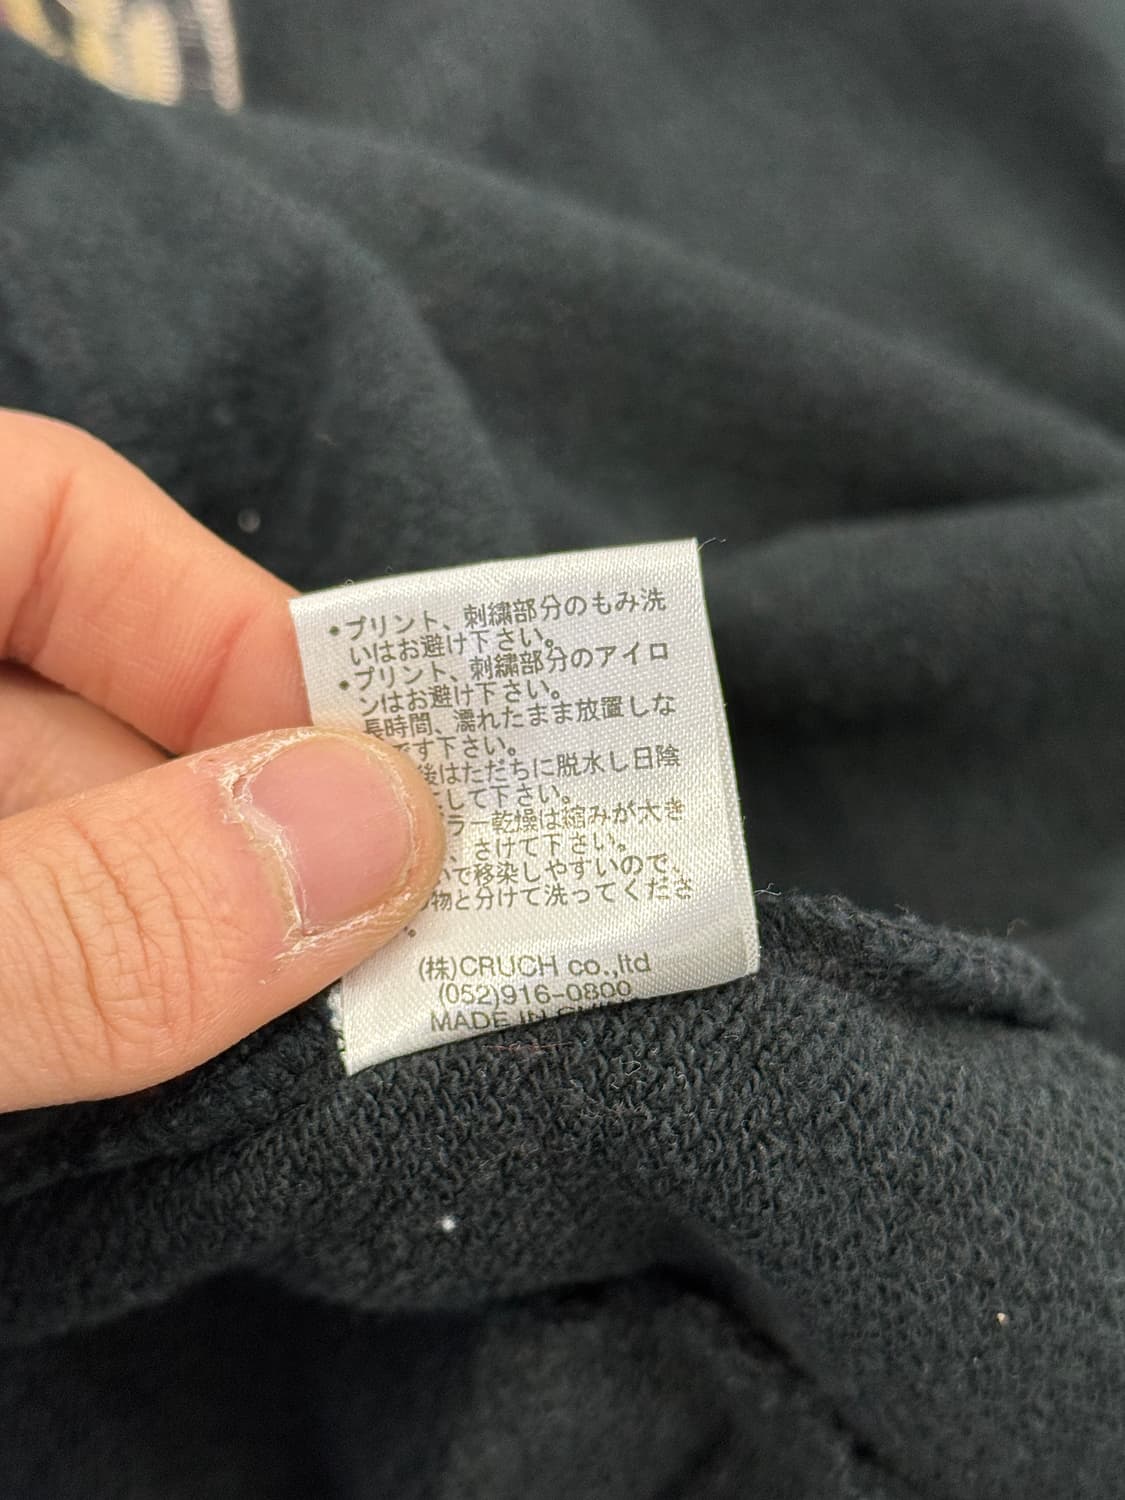 ・プリント、刺繍部分のもみ洗
いはお避け下さい。
・プリント、刺繍部分のアイロ
ンはお避け下さい。
長時間、濡れたまま放置しな
です下さい。
後はただちに脱水し日陰
にして下さい。
ラー乾燥は縮みが大き
、さけて下さい。
で移染しやすいので、
物と分けて洗ってくださ
。
(株)CRUCH co.,ltd
(052)916-0800
MADE IN